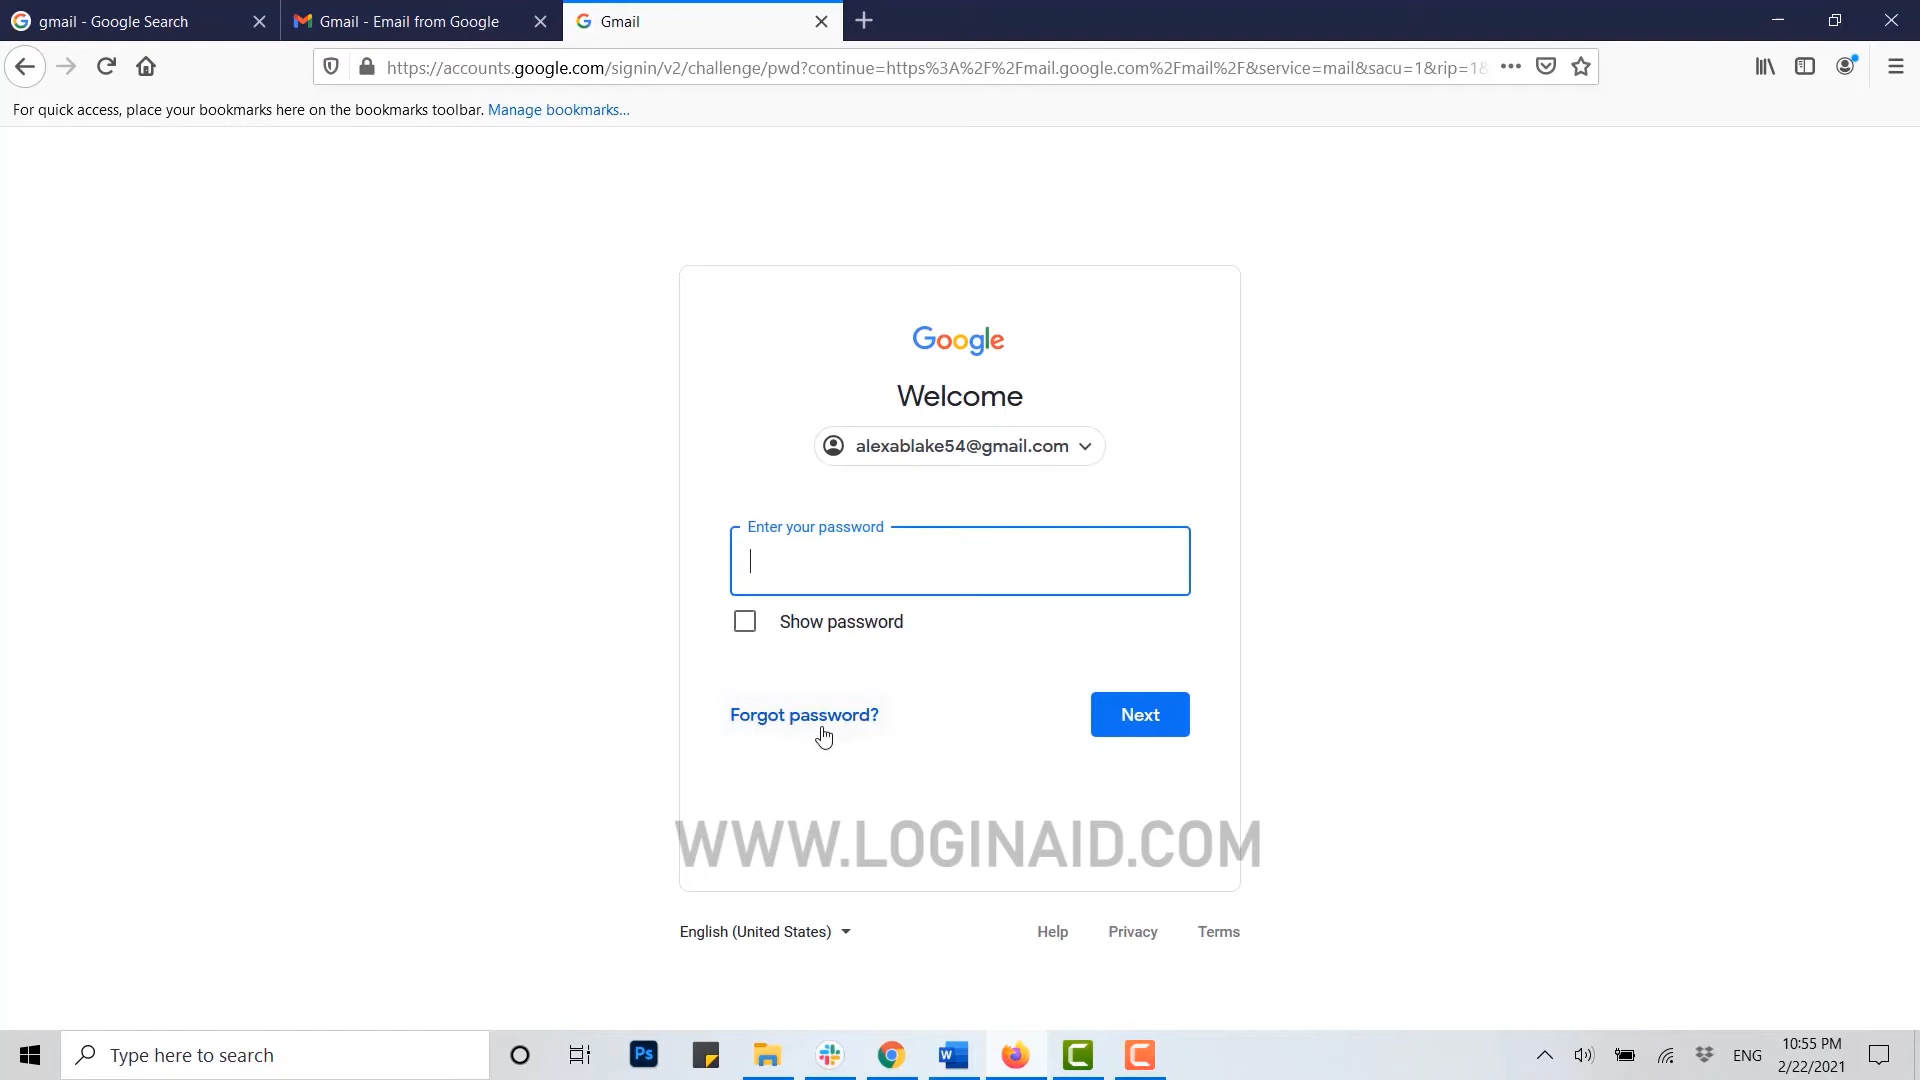 gmail - Google Search
Gmail - Email from Google
Gmail
https://accounts.google.com/signin/v2/challenge/pwd?continue=https%3A%2F%2Fmail.google.com%2Fmail%2F&service=mail&sacu=1&rip=1&
For quick access, place your bookmarks here on the bookmarks toolbar. Manage bookmarks...
Google
Welcome
alexablake54@gmail.com
Enter your password
Show password
Forgot password?
Next
WWW.LOGINAID.COM
English (United States)
Help
Privacy
Terms
Type here to search
Ps
W
ENG
10:55 PM
2/22/2021